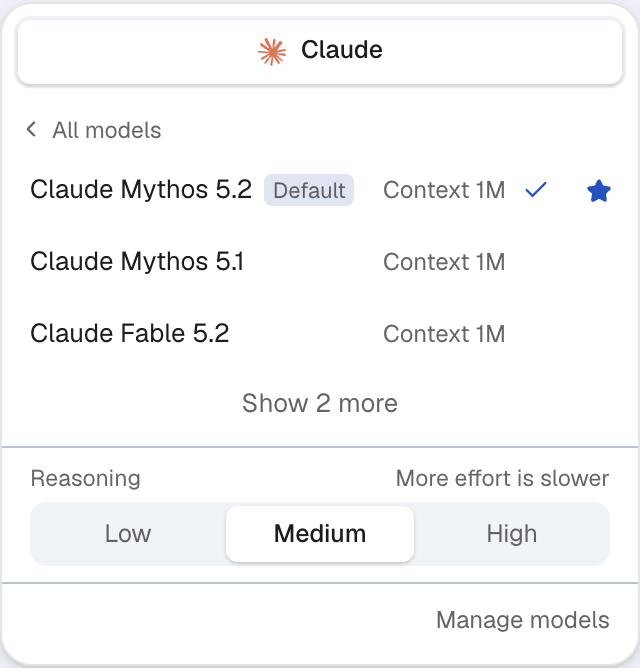 Claude
All models
Claude Mythos 5.2 Default Context 1M
Claude Mythos 5.1 Context 1M
Claude Fable 5.2 Context 1M
Show 2 more
Reasoning More effort is slower
Low Medium High
Manage models